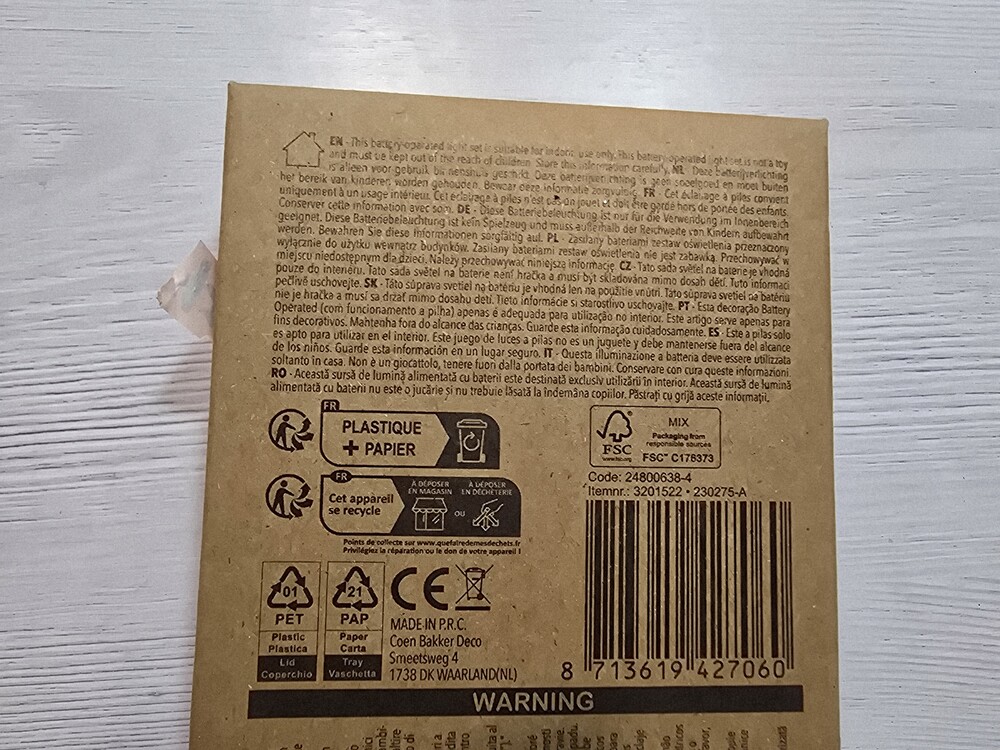 EN - This battery-operated light set is suitable for indoor use only. This battery-operated light set is not a toy
and must be kept out of the reach of children. Store this information carefully. NL - Deze batterijverlichting
is alleen voor gebruik binnenshuis geschikt. Deze batterijverlichting is geen speelgoed en moet buiten
het bereik van kinderen worden gehouden. Bewaar deze informatie zorgvuldig. FR - Cet éclairage à piles convient
uniquement à un usage intérieur. Cet éclairage à piles n'est pas un jouet et doit être gardé hors de portée des enfants.
Conserver cette information avec soin. DE - Diese Batteriebeleuchtung ist nur für die Verwendung im Innenbereich
geeignet. Diese Batteriebeleuchtung ist kein Spielzeug und muss außerhalb der Reichweite von Kindern aufbewahrt
werden. Bewahren Sie diese Informationen sorgfältig auf. PL - Zasilany bateriami zestaw oświetlenia przeznaczony
wyłącznie do użytku wewnątrz budynków. Zasilany bateriami zestaw oświetlenia nie jest zabawką. Przechowywać w
miejscu niedostępnym dla dzieci. Należy przechowywać niniejszą informację. CZ - Tato sada světel na baterie je vhodná
pouze do interiéru. Tato sada světel na baterie není hračka a musí být skladována mimo dosah dětí. Tuto informaci
pečlivě uschovejte. SK - Táto súprava svetiel na batériu je vhodná len na použitie vnútri. Táto súprava svetiel na batériu
nie je hračka a musí sa držať mimo dosahu detí. Tieto informácie si starostlivo uschovajte. PT - Esta decoração Battery
Operated (com funcionamento a pilha) apenas é adequada para utilização no interior. Este artigo serve apenas para
fins decorativos. Mantenha fora do alcance das crianças. Guarde esta informação cuidadosamente. ES - Este a pilas solo
es apto para utilizar en el interior. Este juego de luces a pilas no es un juguete y debe mantenerse fuera del alcance
de los niños. Guarde esta información en un lugar seguro. IT - Questa illuminazione a batteria deve essere utilizzata
soltanto in casa. Non è un giocattolo, tenere fuori dalla portata dei bambini. Conservare con cura queste informazioni.
RO - Această sursă de lumină alimentată cu baterii este destinată exclusiv utilizării în interior. Această sursă de lumină
alimentată cu baterii nu este o jucărie și nu trebuie lăsată la îndemâna copiilor. Păstrați cu grijă aceste informații.
FR
PLASTIQUE
+ PAPIER
FSC
www.fsc.org
MIX
Packaging from
responsible sources
FSC™ C178373
FR
Cet appareil
se recycle
À DÉPOSER
EN MAGASIN
OU
À DÉPOSER
EN DÉCHÈTERIE
Points de collecte sur www.quefairedemesdechets.fr
Privilégiez la réparation ou le don de votre appareil !
Code: 24800638-4
Itemnr.: 3201522 • 230275-A
01
PET
Plastic
Plastica
Lid
Coperchio
21
PAP
Paper
Carta
Tray
Vaschetta
CE
MADE IN P.R.C.
Coen Bakker Deco
Smeetsweg 4
1738 DK WAARLAND(NL)
8 713619 427060
WARNING